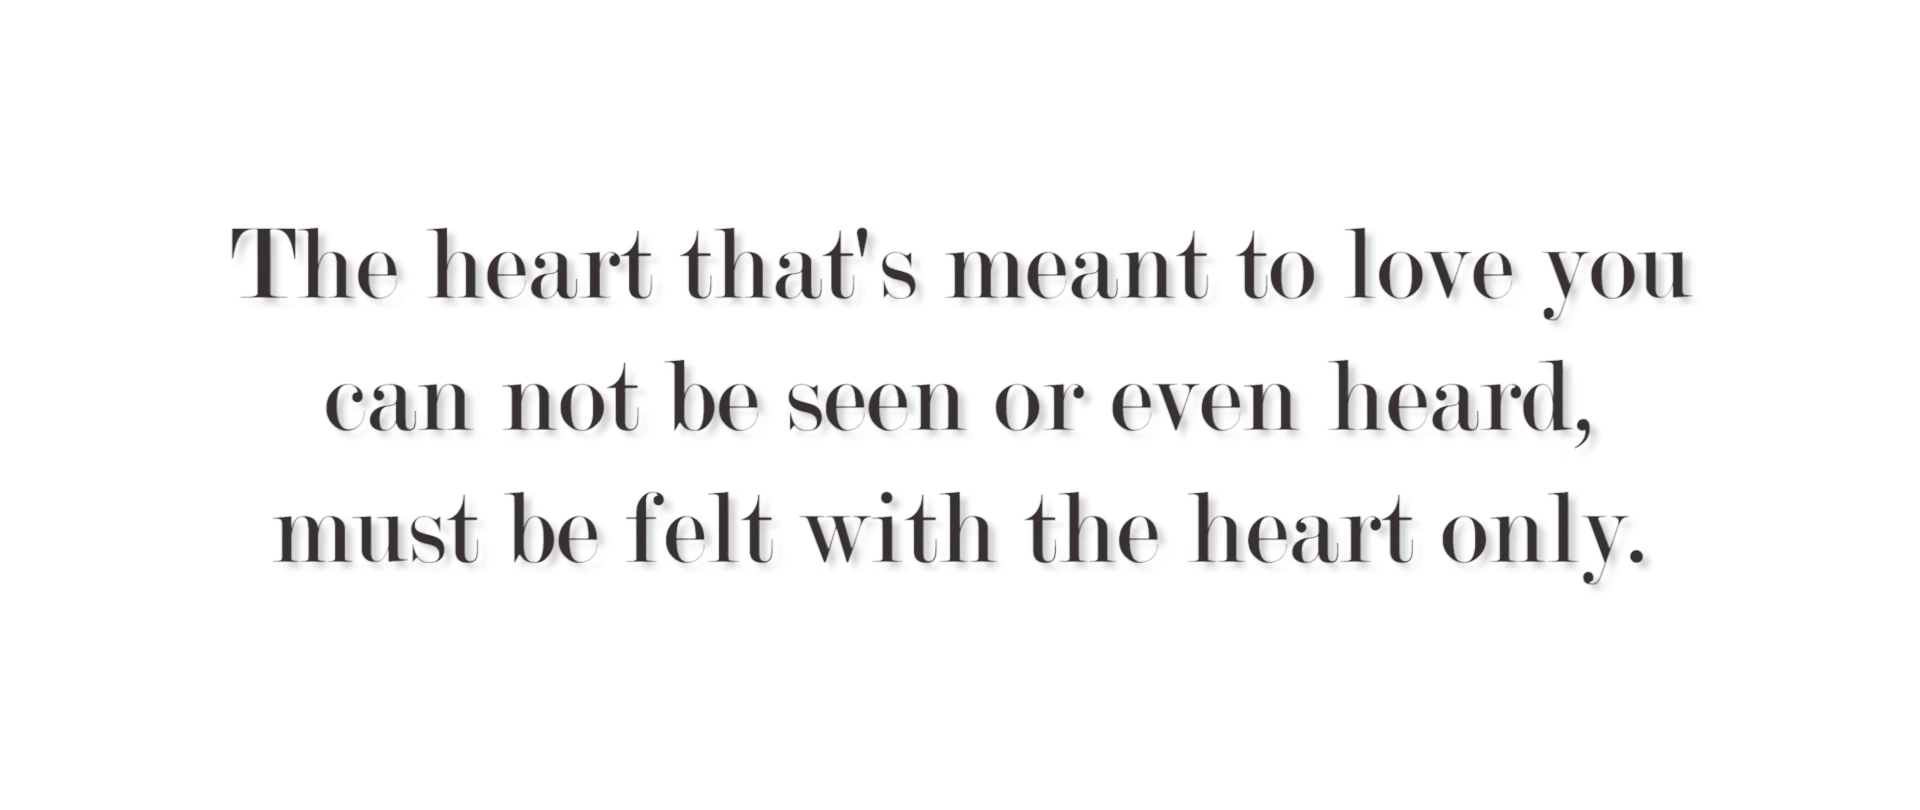 The heart that's meant to love you
can not be seen or even heard,
must be felt with the heart only.